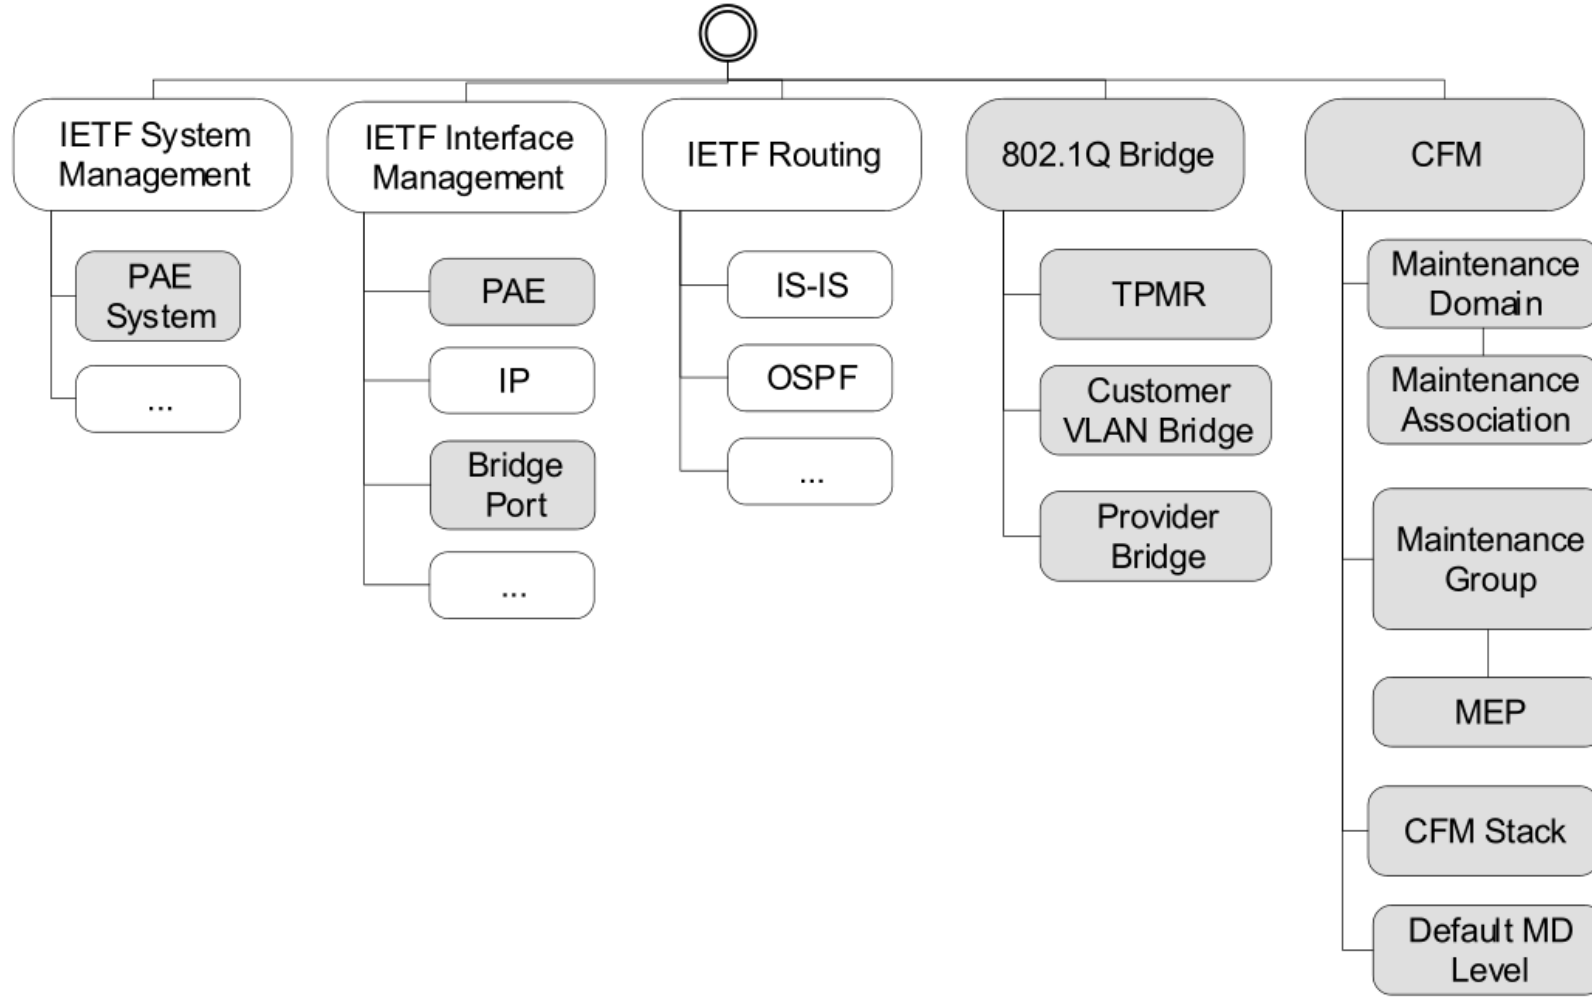 IETF System
Management
PAE
System
...
IETF Interface
Management
PAE
IP
Bridge
Port
...
IETF Routing
IS-IS
OSPF
...
802.1Q Bridge
TPMR
Customer
VLAN Bridge
Provider
Bridge
CFM
Maintenance
Domain
Maintenance
Association
Maintenance
Group
MEP
CFM Stack
Default MD
Level